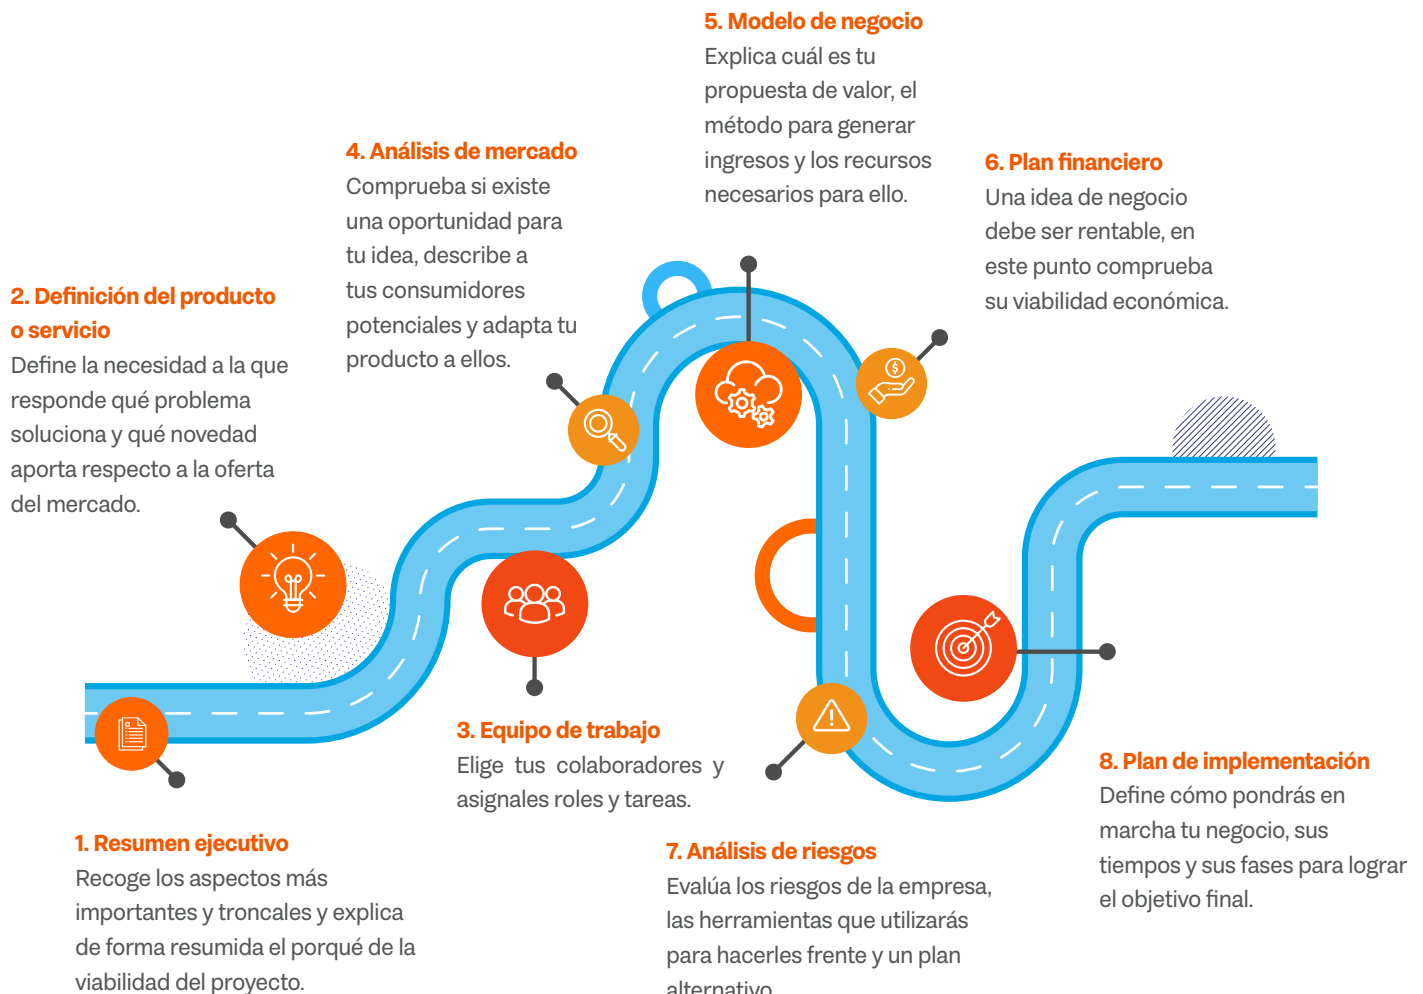 1. Resumen ejecutivo
Recoge los aspectos más
importantes y troncales y explica
de forma resumida el porqué de la
viabilidad del proyecto.
2. Definición del producto
o servicio
Define la necesidad a la que
responde qué problema
soluciona y qué novedad
aporta respecto a la oferta
del mercado.
3. Equipo de trabajo
Elige tus colaboradores y
asignales roles y tareas.
4. Análisis de mercado
Comprueba si existe
una oportunidad para
tu idea, describe a
tus consumidores
potenciales y adapta tu
producto a ellos.
5. Modelo de negocio
Explica cuál es tu
propuesta de valor, el
método para generar
ingresos y los recursos
necesarios para ello.
6. Plan financiero
Una idea de negocio
debe ser rentable, en
este punto comprueba
su viabilidad económica.
7. Análisis de riesgos
Evalúa los riesgos de la empresa,
las herramientas que utilizarás
para hacerles frente y un plan
alternativo
8. Plan de implementación
Define cómo pondrás en
marcha tu negocio, sus
tiempos y sus fases para lograr
el objetivo final.